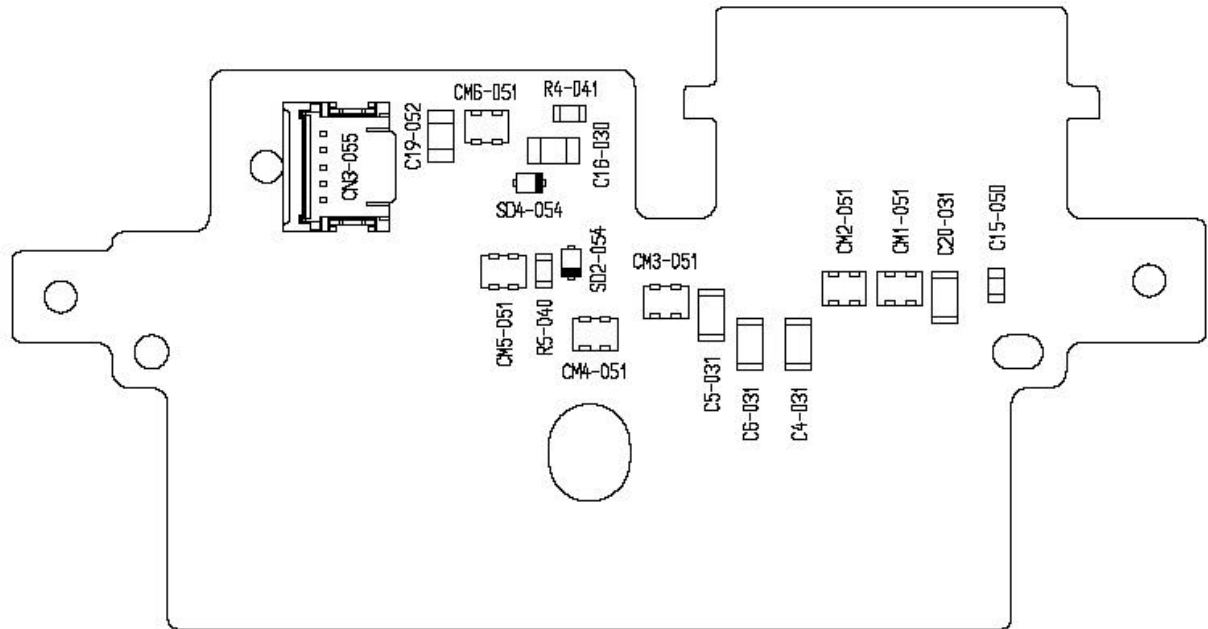 CM6-051
R4-041
C19-052
C16-030
CN3-055
SD4-054
SD2-054
CM3-051
CM2-051
CM1-051
C20-031
C15-050
CM5-051
R5-040
CM4-051
C5-031
C6-031
C4-031